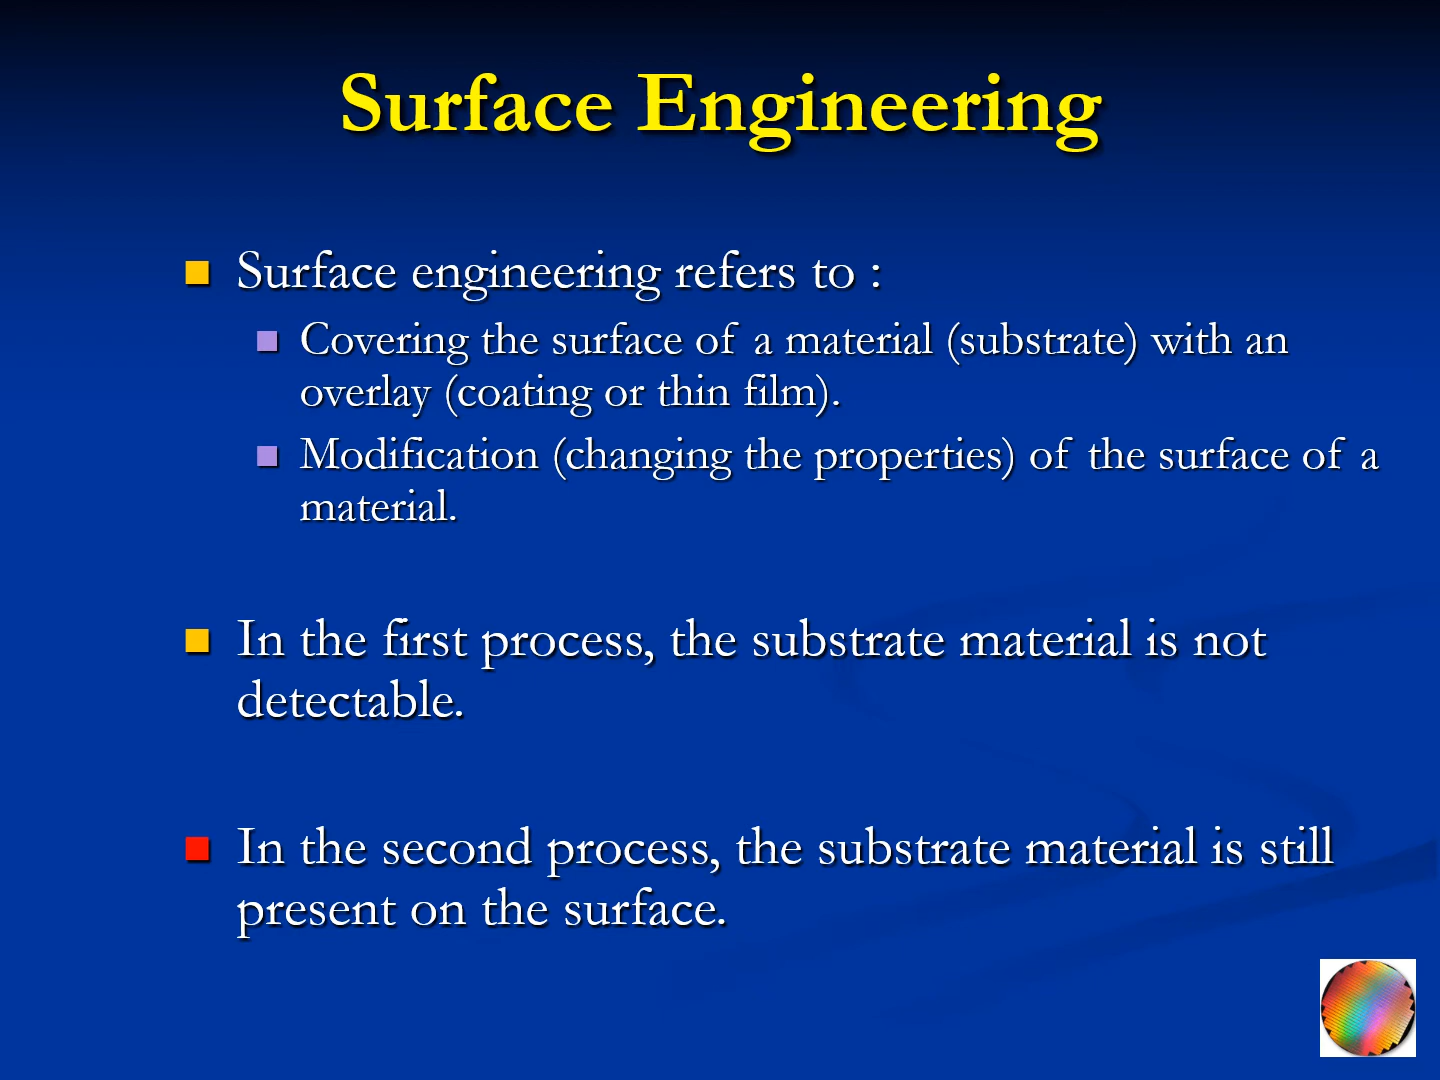 Surface Engineering
Surface engineering refers to :
Covering the surface of a material (substrate) with an
overlay (coating or thin film).
Modification (changing the properties) of the surface of a
material.
In the first process, the substrate material is not
detectable.
In the second process, the substrate material is still
present on the surface.